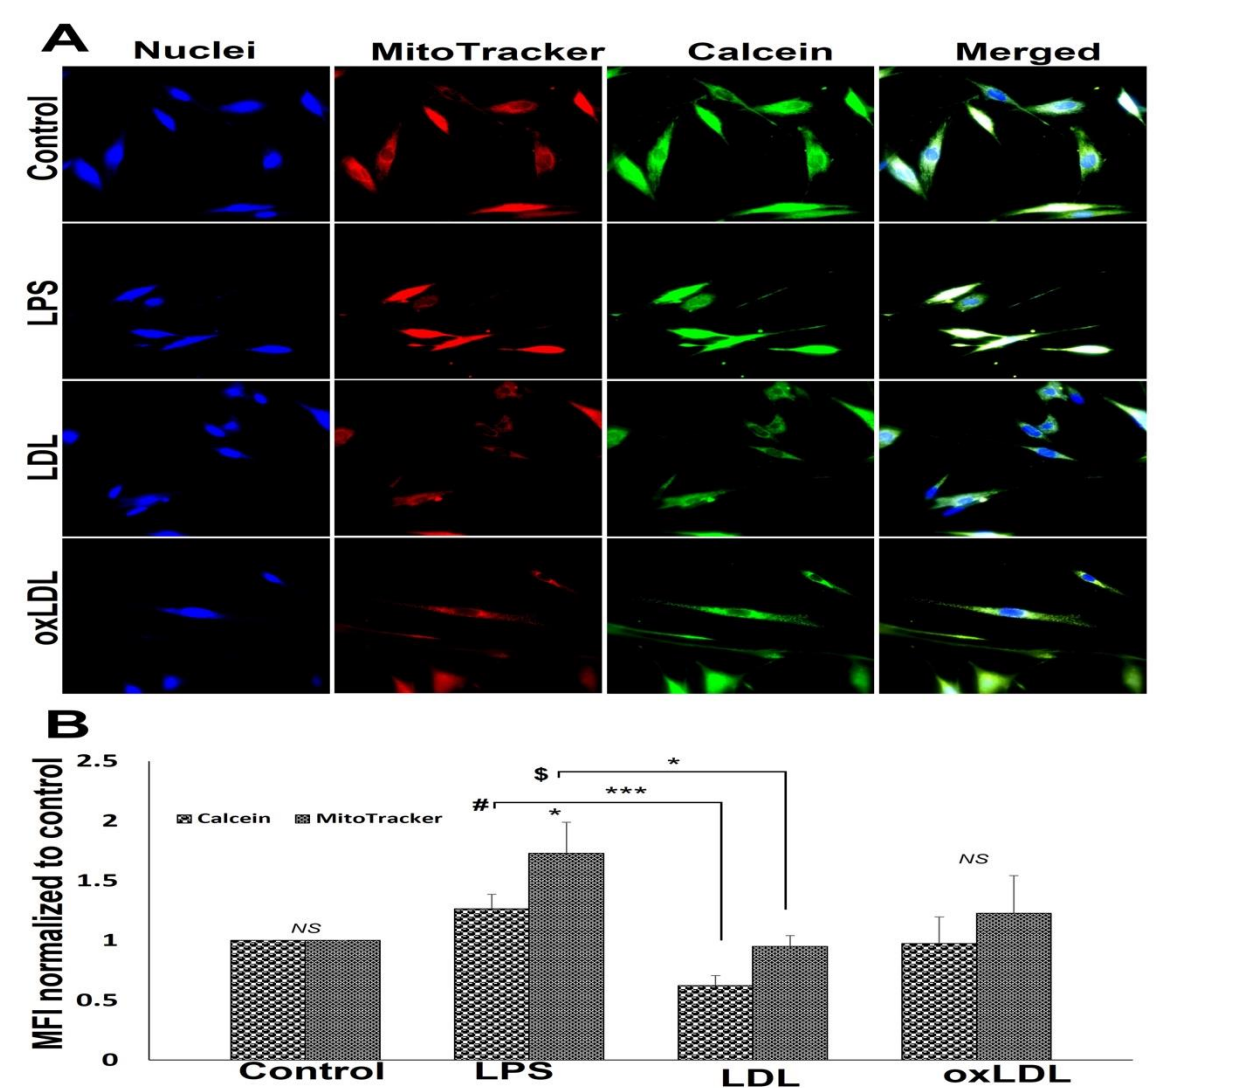 A
Nuclei MitoTracker Calcein Merged
Control
LPS
LDL
oxLDL
B
MFI normalized to control
2.5
2
1.5
1
0.5
0
Calcein MitoTracker
$ *
# ***
*
NS
NS
Control LPS LDL oxLDL